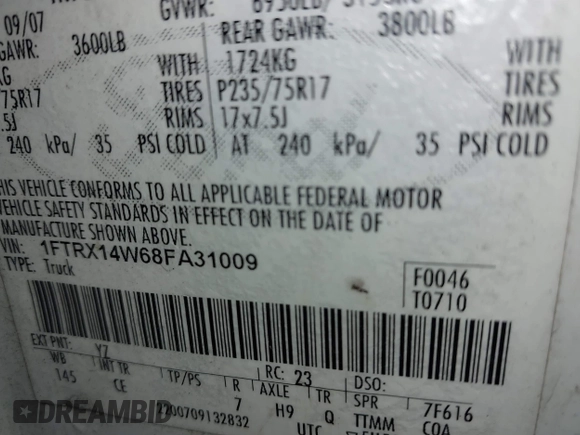 09/07 GVWR:
GAWR: 3600LB REAR GAWR: 3800LB
KG WITH 1724KG WITH
75R17 TIRES P235/75R17 TIRES
.5J RIMS 17x7.5J RIMS
240 kPa/ 35 PSI COLD AT 240 kPa/ 35 PSI COLD
THIS VEHICLE CONFORMS TO ALL APPLICABLE FEDERAL MOTOR
VEHICLE SAFETY STANDARDS IN EFFECT ON THE DATE OF
MANUFACTURE SHOWN ABOVE.
VIN: 1FTRX14W68FA31009
TYPE: Truck
F0046
T0710
EXT PNT: YZ RC: 23 DSO:
WB INT TR TP/PS R AXLE TR SPR 7F616
145 CE 7 H9 Q TTMM COA
2200709132832 UTC
DREAMBID